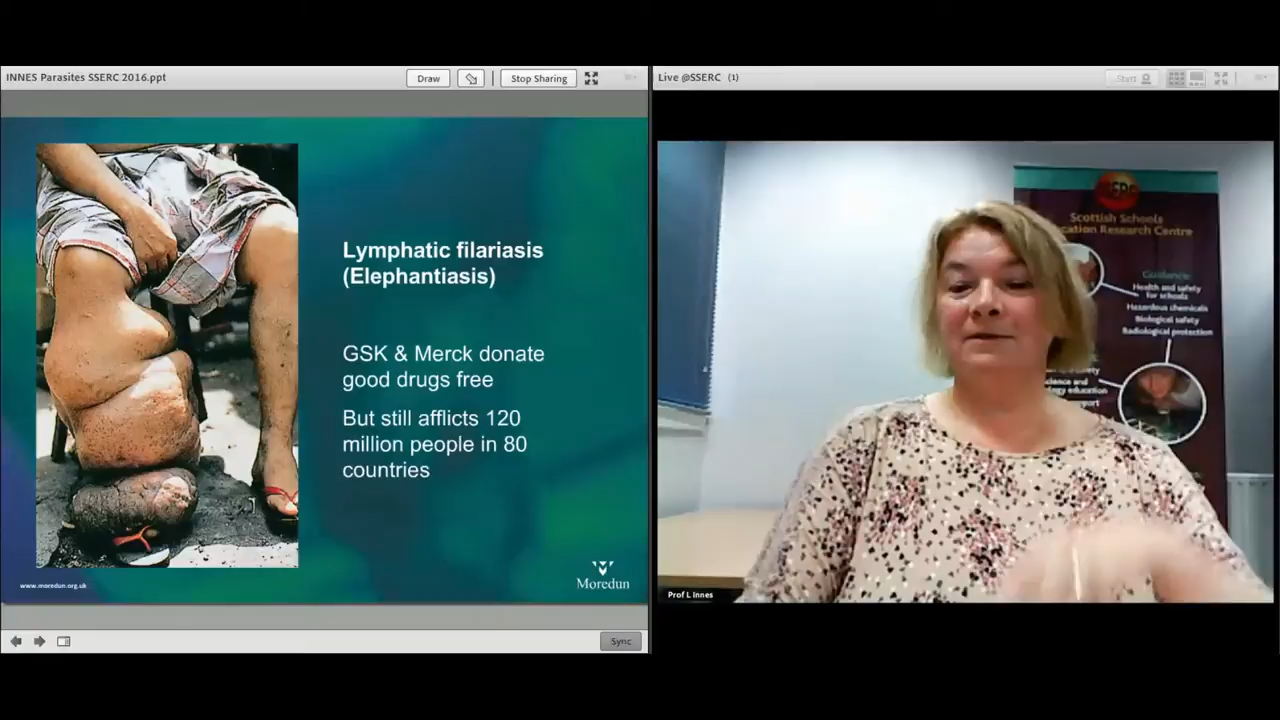 INNES Parasites SSERC 2016.ppt
Draw
Stop Sharing
Live @SSERC (1)
Start
Lymphatic filariasis
(Elephantiasis)
GSK & Merck donate
good drugs free
But still afflicts 120
million people in 80
countries
www.moredun.org.uk
Moredun
Sync
Scottish Schools
cation Research Centre
Guidance:
Health and safety
for schools
Hazardous chemicals
Biological safety
Radiological protection
Prof L Innes